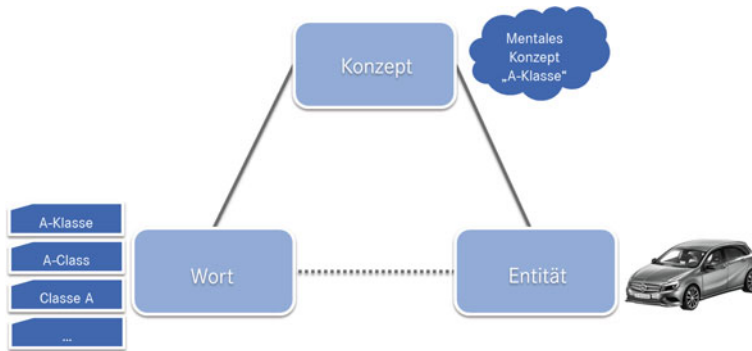 Konzept
Mentales
Konzept
„A-Klasse“
A-Klasse
A-Class
Classe A
...
Wort
Entität